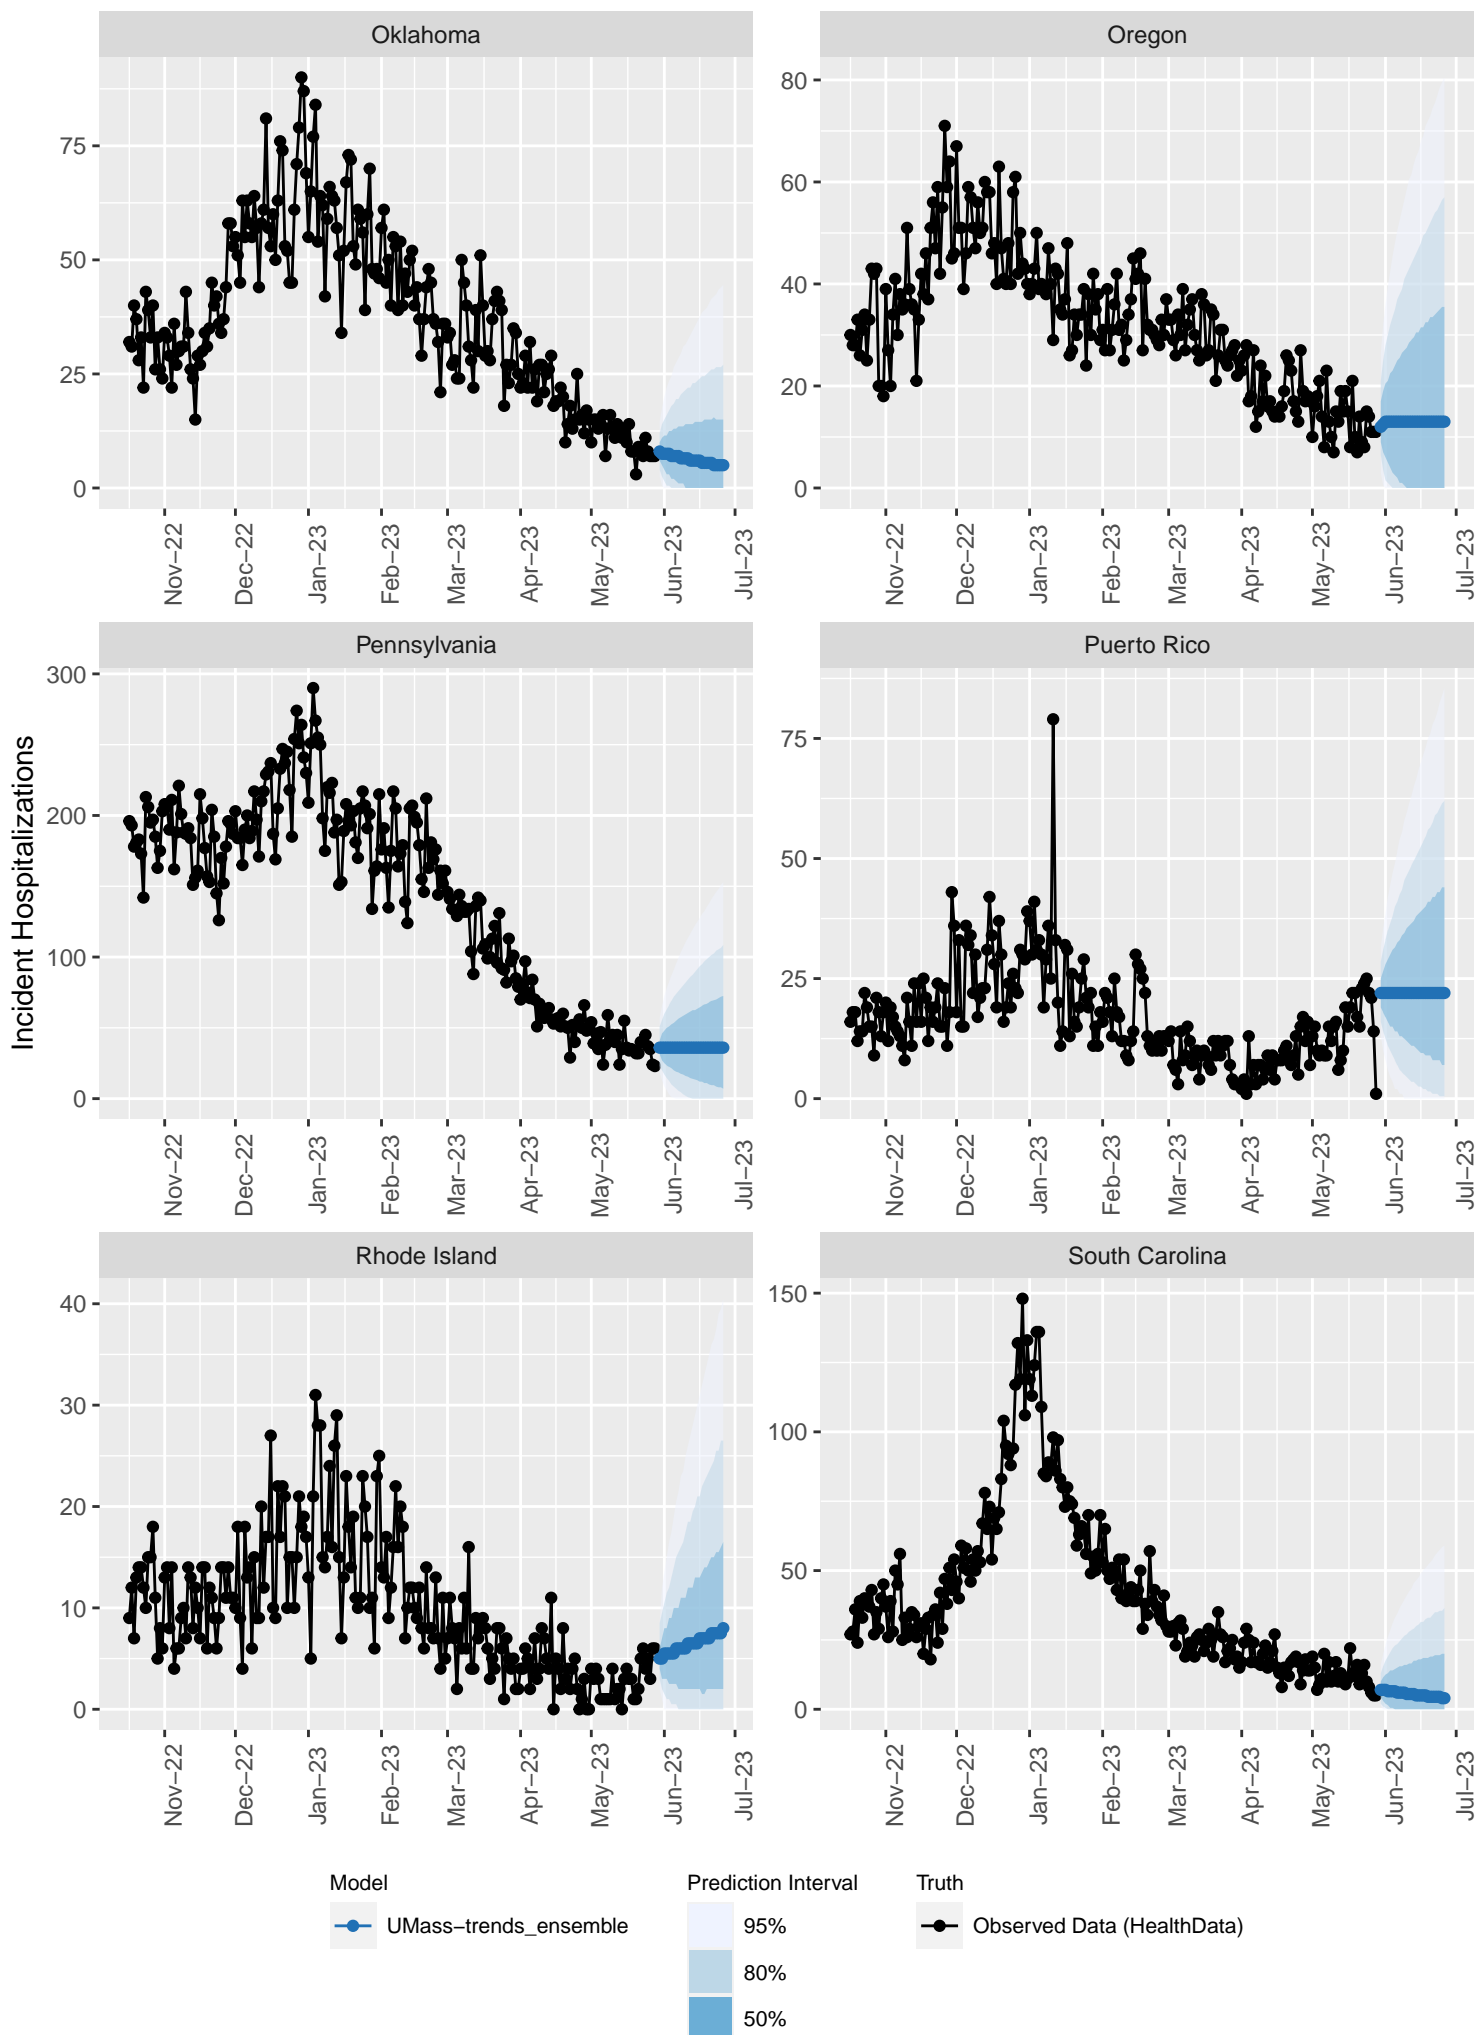 Oklahoma
Oregon
75
50
25
0
80
60
40
20
0
Nov−22
Dec−22
Jan−23
Feb−23
Mar−23
Apr−23
May−23
Jun−23
Jul−23
Nov−22
Dec−22
Jan−23
Feb−23
Mar−23
Apr−23
May−23
Jun−23
Jul−23
Incident Hospitalizations
Pennsylvania
Puerto Rico
300
200
100
0
75
50
25
0
Nov−22
Dec−22
Jan−23
Feb−23
Mar−23
Apr−23
May−23
Jun−23
Jul−23
Nov−22
Dec−22
Jan−23
Feb−23
Mar−23
Apr−23
May−23
Jun−23
Jul−23
Rhode Island
South Carolina
40
30
20
10
0
150
100
50
0
Nov−22
Dec−22
Jan−23
Feb−23
Mar−23
Apr−23
May−23
Jun−23
Jul−23
Nov−22
Dec−22
Jan−23
Feb−23
Mar−23
Apr−23
May−23
Jun−23
Jul−23
Model
UMass−trends_ensemble
Prediction Interval
95%
80%
50%
Truth
Observed Data (HealthData)